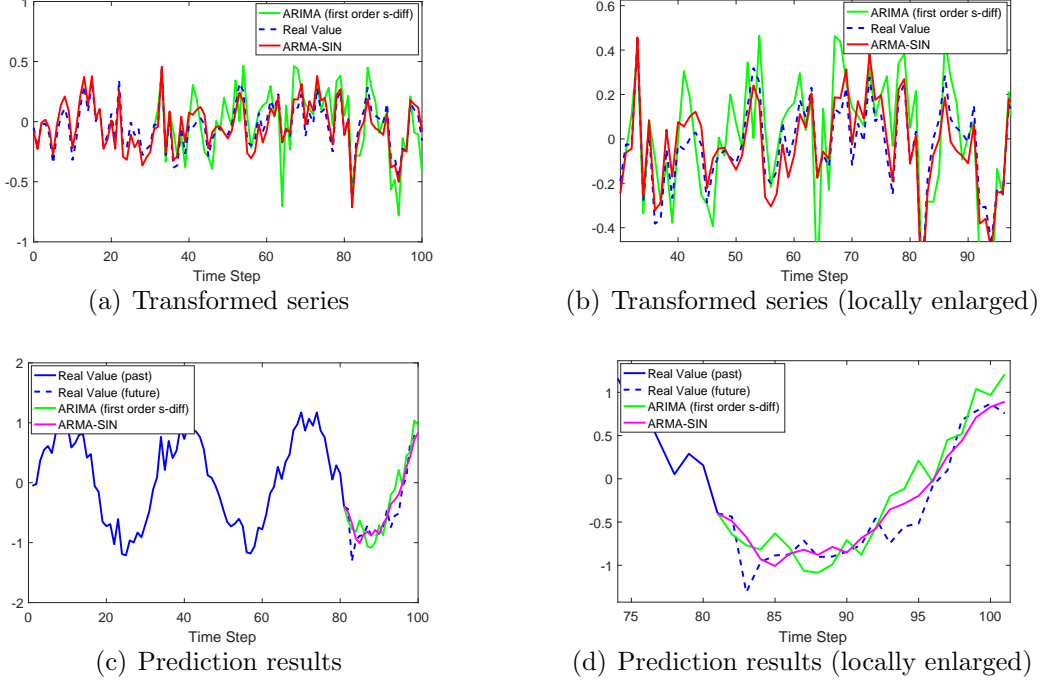 1
0.5
0
-0.5
-1
0 20 40 60 80 100
Time Step
ARIMA (first order s-diff)
Real Value
ARMA-SIN
(a) Transformed series
0.6
0.4
0.2
0
-0.2
-0.4
40 50 60 70 80 90
Time Step
ARIMA (first order s-diff)
Real Value
ARMA-SIN
(b) Transformed series (locally enlarged)
2
1
0
-1
-2
0 20 40 60 80 100
Time Step
Real Value (past)
Real Value (future)
ARIMA (first order s-diff)
ARMA-SIN
(c) Prediction results
1
0.5
0
-0.5
-1
75 80 85 90 95 100
Time Step
Real Value (past)
Real Value (future)
ARIMA (first order s-diff)
ARMA-SIN
(d) Prediction results (locally enlarged)